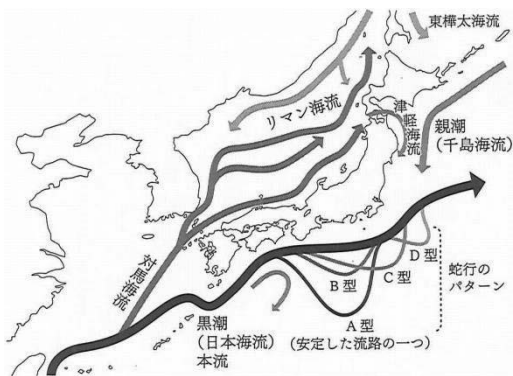 東樺太海流
リマン海流
津軽海流
親潮
(千島海流)
対馬海流
D型
C型
B型
A型
(安定した流路の一つ)
蛇行の
パターン
黒潮
(日本海流)
本流